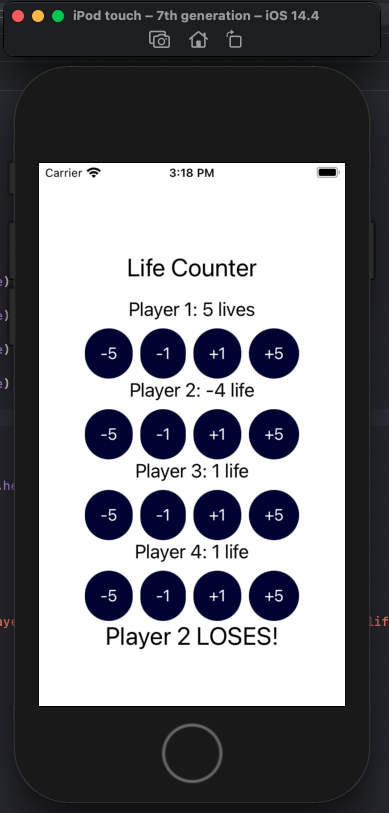 iPod touch – 7th generation – iOS 14.4
Carrier 3:18 PM
Life Counter
Player 1: 5 lives
-5 -1 +1 +5
Player 2: -4 life
-5 -1 +1 +5
Player 3: 1 life
-5 -1 +1 +5
Player 4: 1 life
-5 -1 +1 +5
Player 2 LOSES!